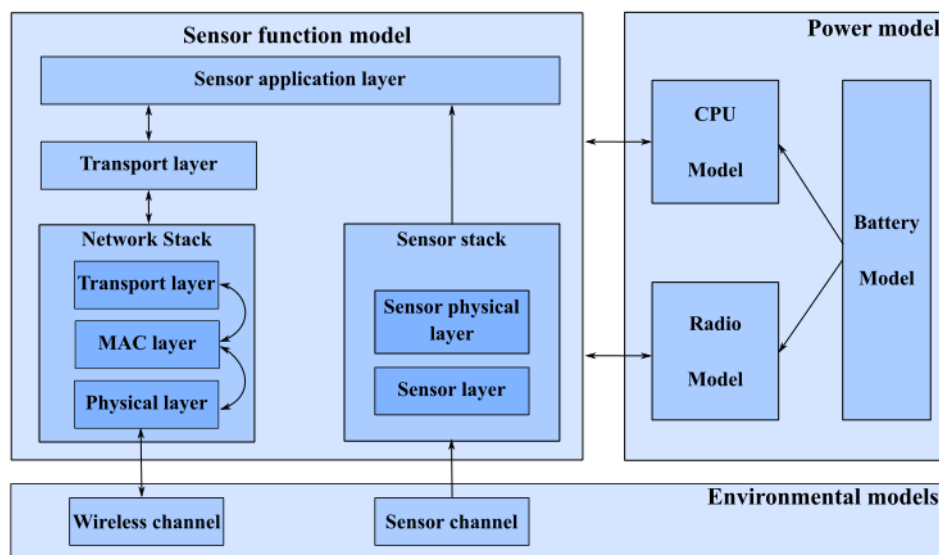 Sensor function model
Sensor application layer
Transport layer
Network Stack
Transport layer
MAC layer
Physical layer
Sensor stack
Sensor physical
layer
Sensor layer
Power model
CPU
Model
Radio
Model
Battery
Model
Environmental models
Wireless channel
Sensor channel